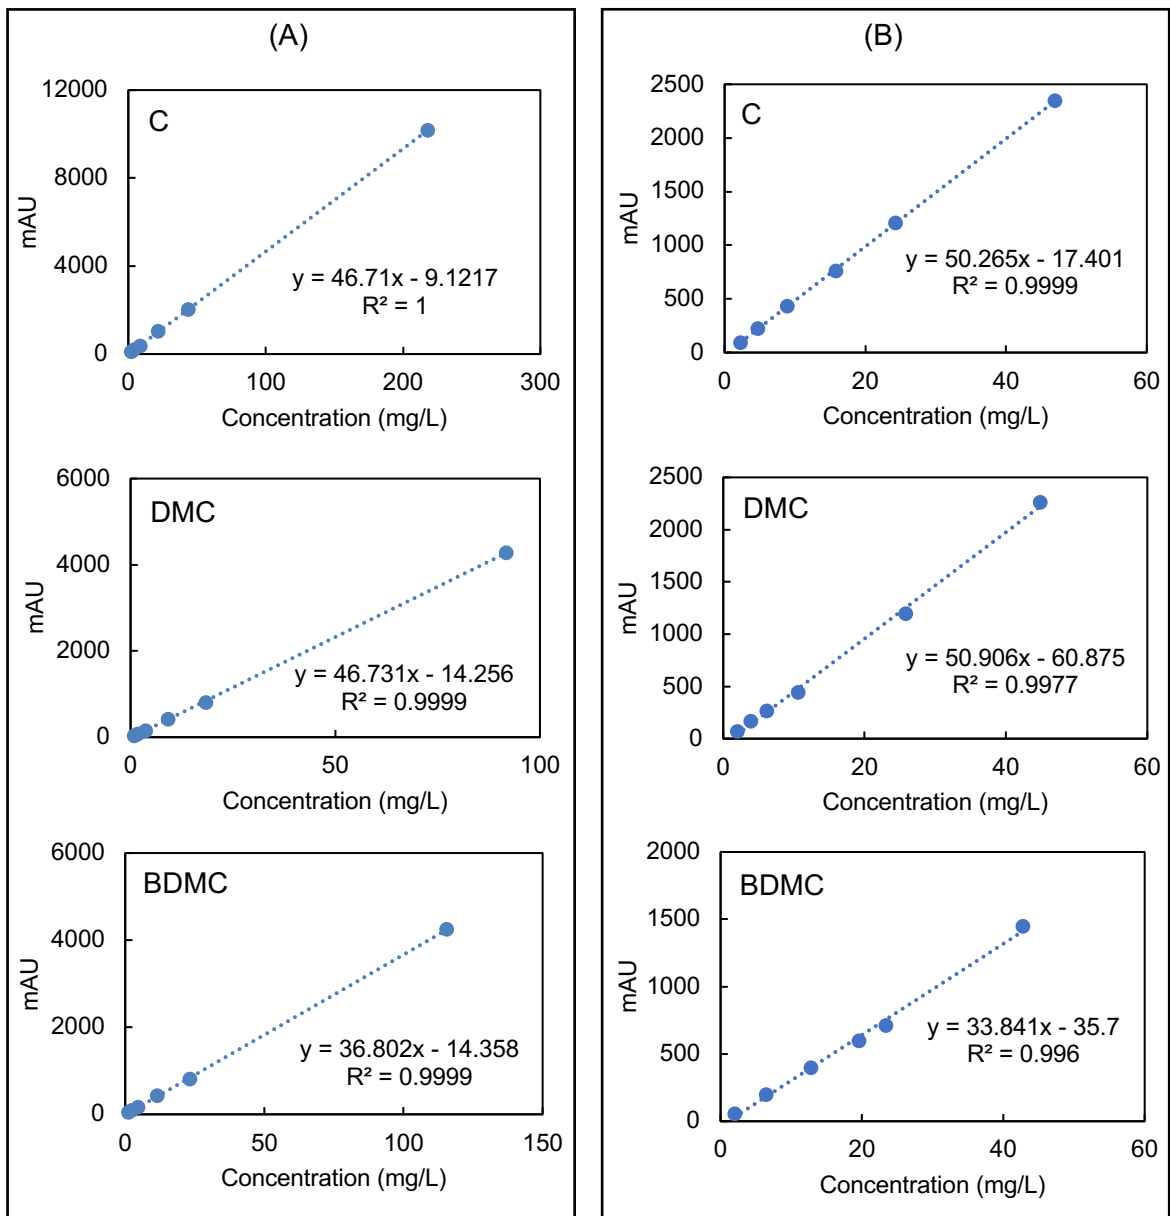 (A)
C
mAU
12000
8000
4000
0
0 100 200 300
y = 46.71x - 9.1217
R² = 1
Concentration (mg/L)
DMC
mAU
6000
4000
2000
0
0 50 100
y = 46.731x - 14.256
R² = 0.9999
Concentration (mg/L)
BDMC
mAU
6000
4000
2000
0
0 50 100 150
y = 36.802x - 14.358
R² = 0.9999
Concentration (mg/L)
(B)
C
mAU
2500
2000
1500
1000
500
0
0 20 40 60
y = 50.265x - 17.401
R² = 0.9999
Concentration (mg/L)
DMC
mAU
2500
2000
1500
1000
500
0
0 20 40 60
y = 50.906x - 60.875
R² = 0.9977
Concentration (mg/L)
BDMC
mAU
2000
1500
1000
500
0
0 20 40 60
y = 33.841x - 35.7
R² = 0.996
Concentration (mg/L)